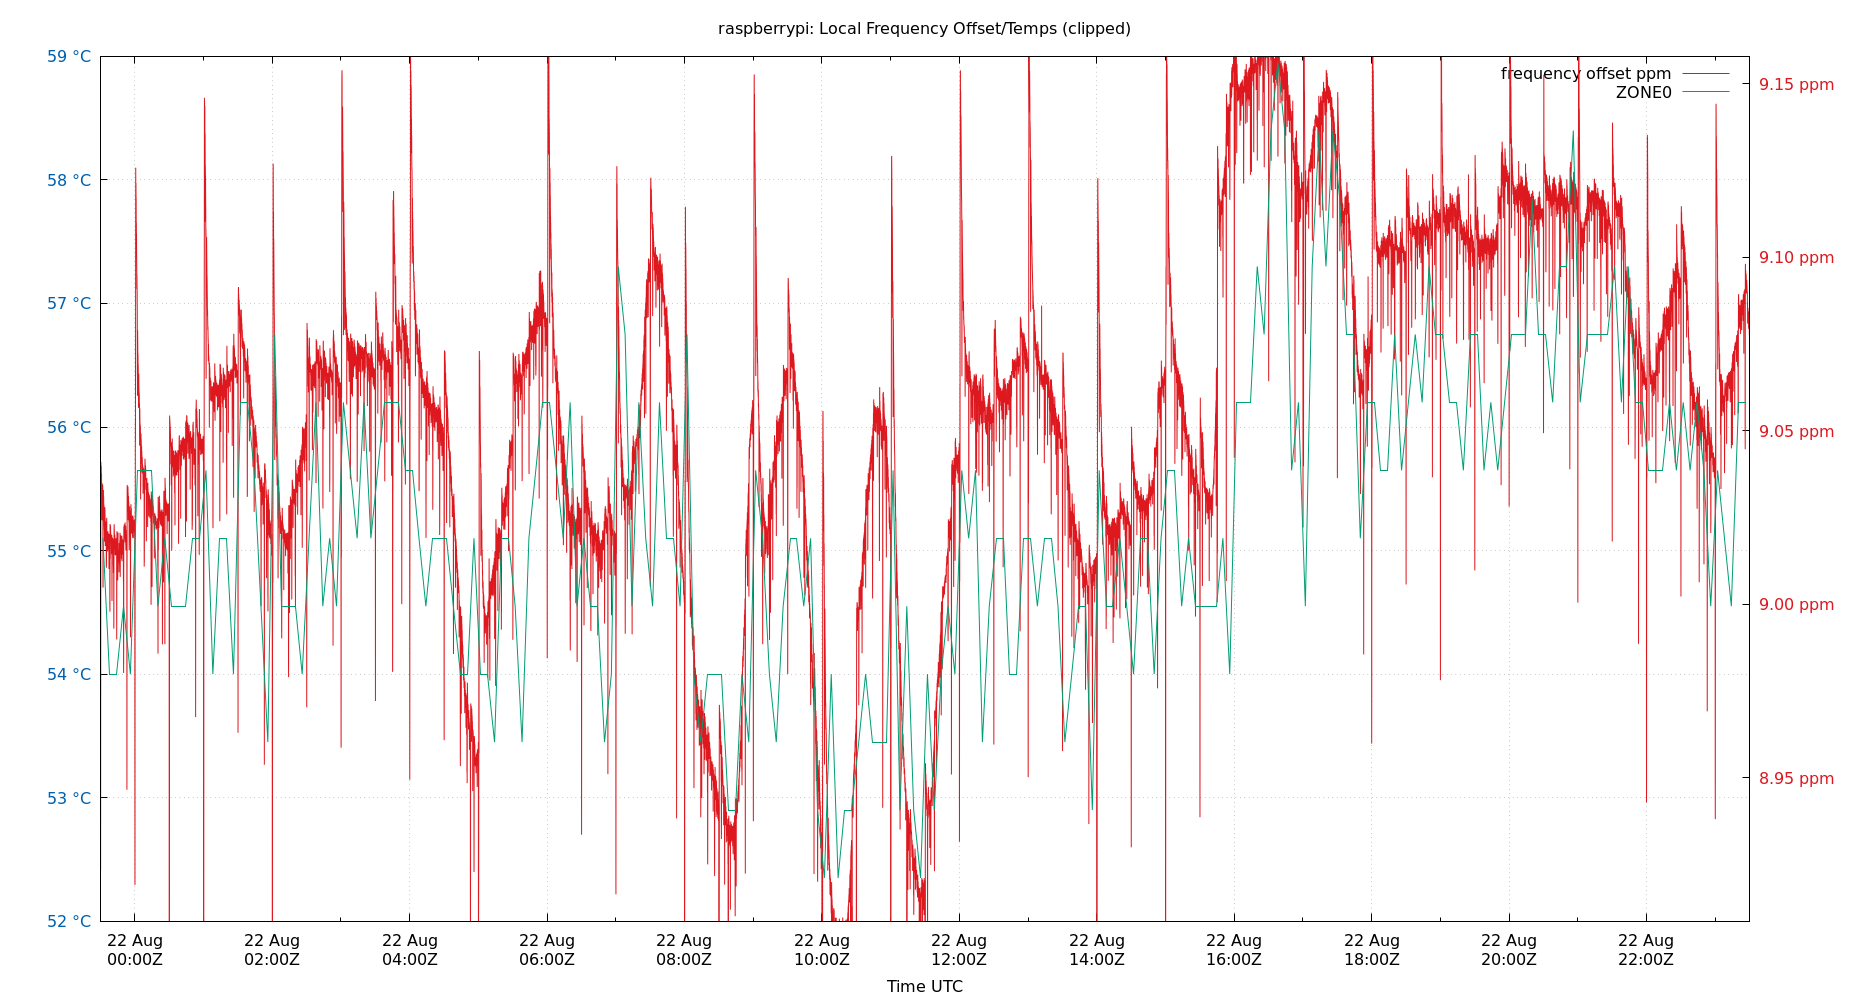 raspberrypi: Local Frequency Offset/Temps (clipped)
59 °C
58 °C
57 °C
56 °C
55 °C
54 °C
53 °C
52 °C
frequency offset ppm
ZONE0
9.15 ppm
9.10 ppm
9.05 ppm
9.00 ppm
8.95 ppm
22 Aug 22 Aug 22 Aug 22 Aug 22 Aug 22 Aug 22 Aug 22 Aug 22 Aug 22 Aug 22 Aug 22 Aug
00:00Z 02:00Z 04:00Z 06:00Z 08:00Z 10:00Z 12:00Z 14:00Z 16:00Z 18:00Z 20:00Z 22:00Z
Time UTC